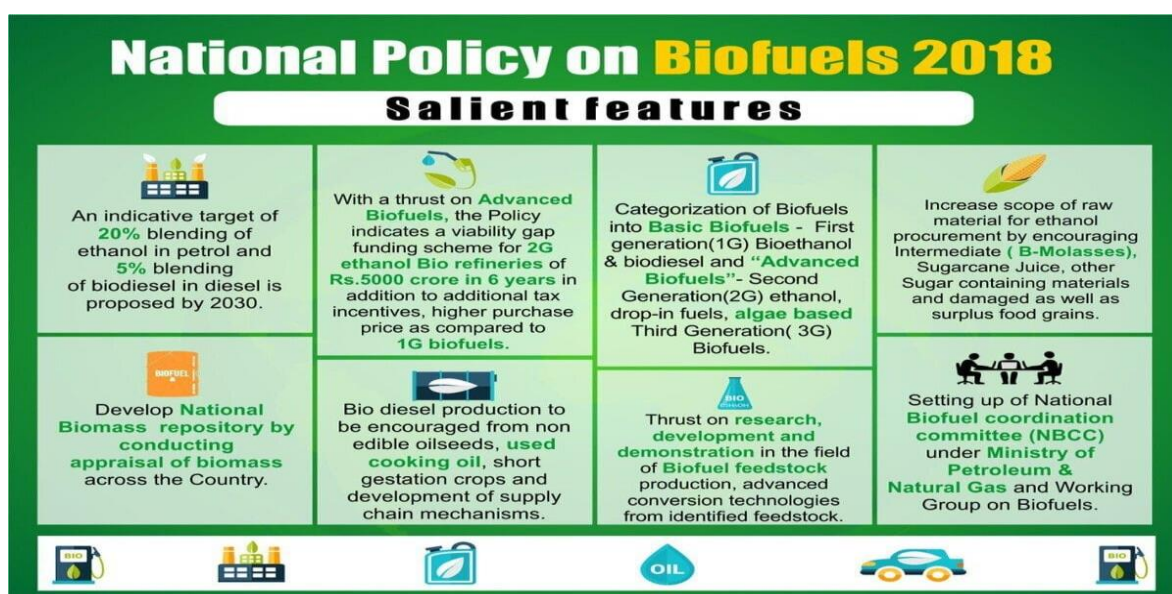 National Policy on Biofuels 2018
Salient features
An indicative target of
20% blending of
ethanol in petrol and
5% blending
of biodiesel in diesel is
proposed by 2030.
With a thrust on Advanced
Biofuels, the Policy
indicates a viability gap
funding scheme for 2G
ethanol Bio refineries of
Rs.5000 crore in 6 years in
addition to additional tax
incentives, higher purchase
price as compared to
1G biofuels.
Categorization of Biofuels
into Basic Biofuels - First
generation(1G) Bioethanol
& biodiesel and “Advanced
Biofuels”- Second
Generation(2G) ethanol,
drop-in fuels, algae based
Third Generation( 3G)
Biofuels.
Increase scope of raw
material for ethanol
procurement by encouraging
Intermediate ( B-Molasses),
Sugarcane Juice, other
Sugar containing materials
and damaged as well as
surplus food grains.
BIOFUEL
Develop National
Biomass repository by
conducting
appraisal of biomass
across the Country.
Bio diesel production to
be encouraged from non
edible oilseeds, used
cooking oil, short
gestation crops and
development of supply
chain mechanisms.
BIO
Thrust on research,
development and
demonstration in the field
of Biofuel feedstock
production, advanced
conversion technologies
from identified feedstock.
Setting up of National
Biofuel coordination
committee (NBCC)
under Ministry of
Petroleum &
Natural Gas and Working
Group on Biofuels.
BIO
OIL
BIO